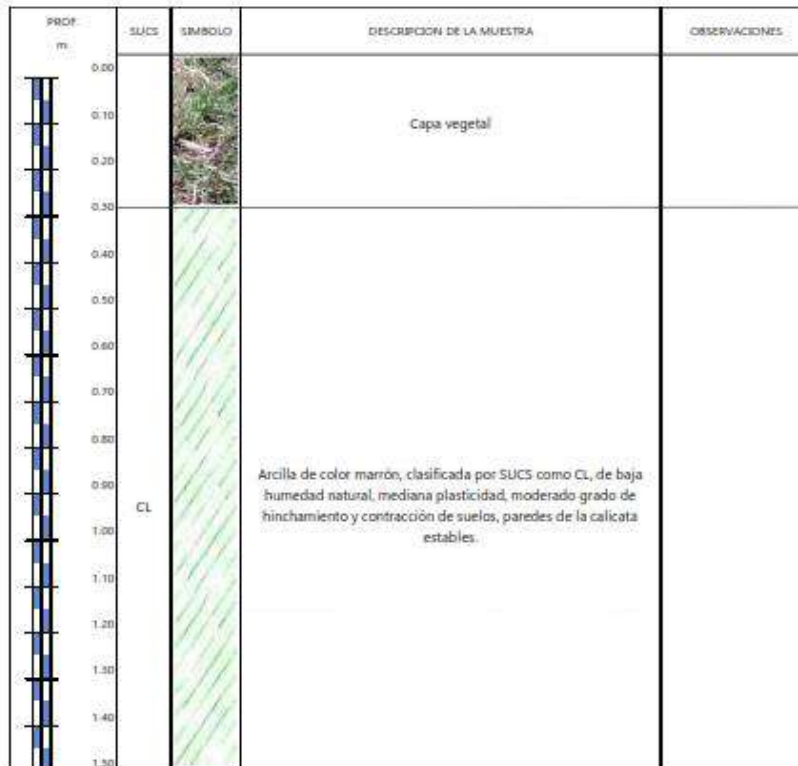 PROF
m
SUCS
SIMBOLO
DESCRIPCION DE LA MUESTRA
OBSERVACIONES
0.00
0.10
Capa vegetal
0.20
0.30
0.40
0.50
0.60
0.70
0.80
0.90
1.00
1.10
1.20
1.30
1.40
1.50
CL
Arcilla de color marrón, clasificada por SUCS como CL, de baja
humedad natural, mediana plasticidad, moderado grado de
hinchamiento y contracción de suelos, paredes de la calicata
estables.